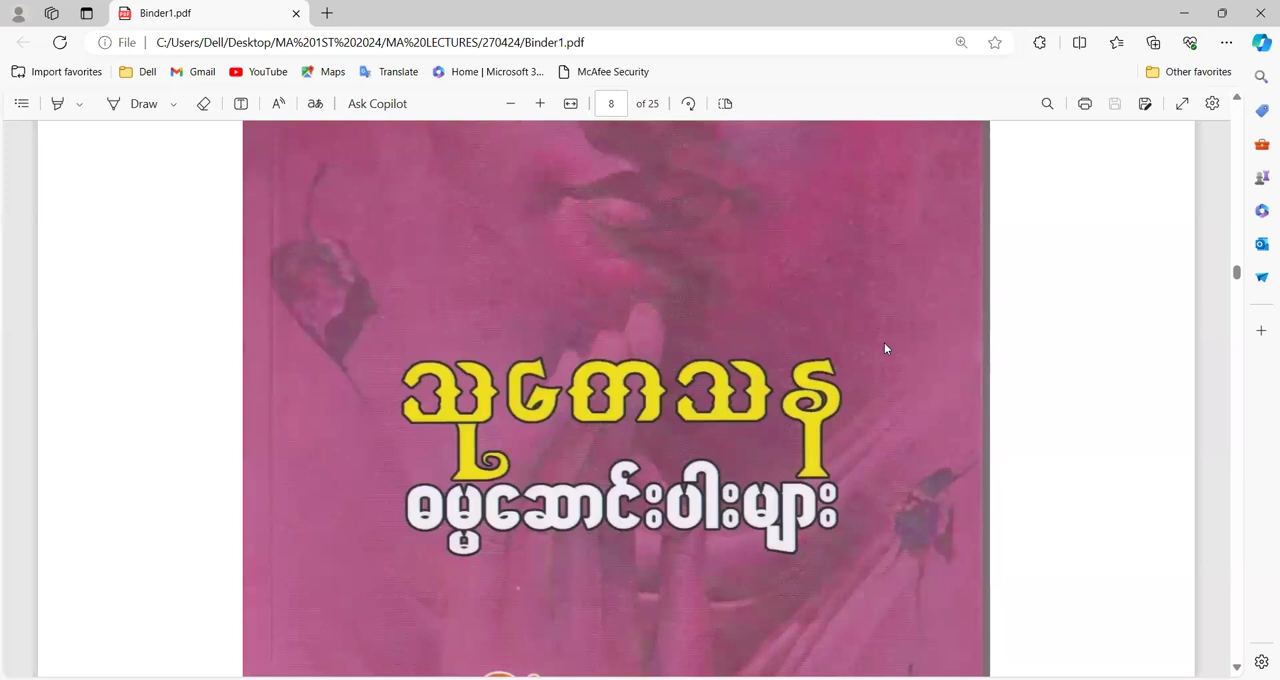 Binder1.pdf
File
C:/Users/Dell/Desktop/MA%201ST%202024/MA%20LECTURES/270424/Binder1.pdf
Import favorites
Dell
Gmail
YouTube
Maps
Translate
Home | Microsoft 3...
McAfee Security
Other favorites
Draw
Ask Copilot
8
of 25
သုတေသန
ဓမ္မဆောင်းပါးများ